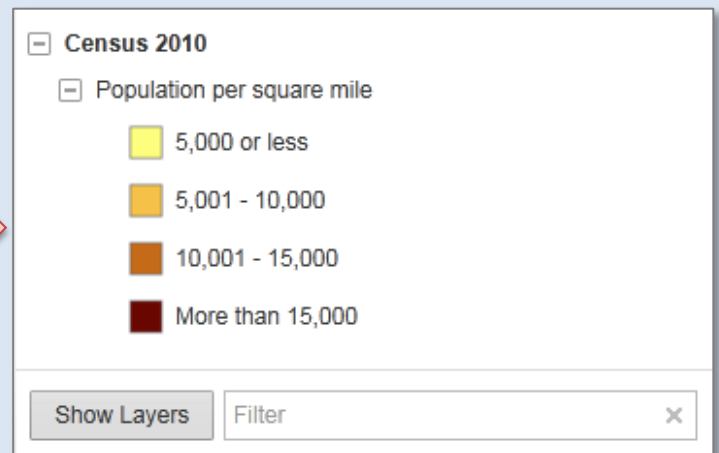 Census 2010
Population per square mile
5,000 or less
5,001 - 10,000
10,001 - 15,000
More than 15,000
Show Layers Filter